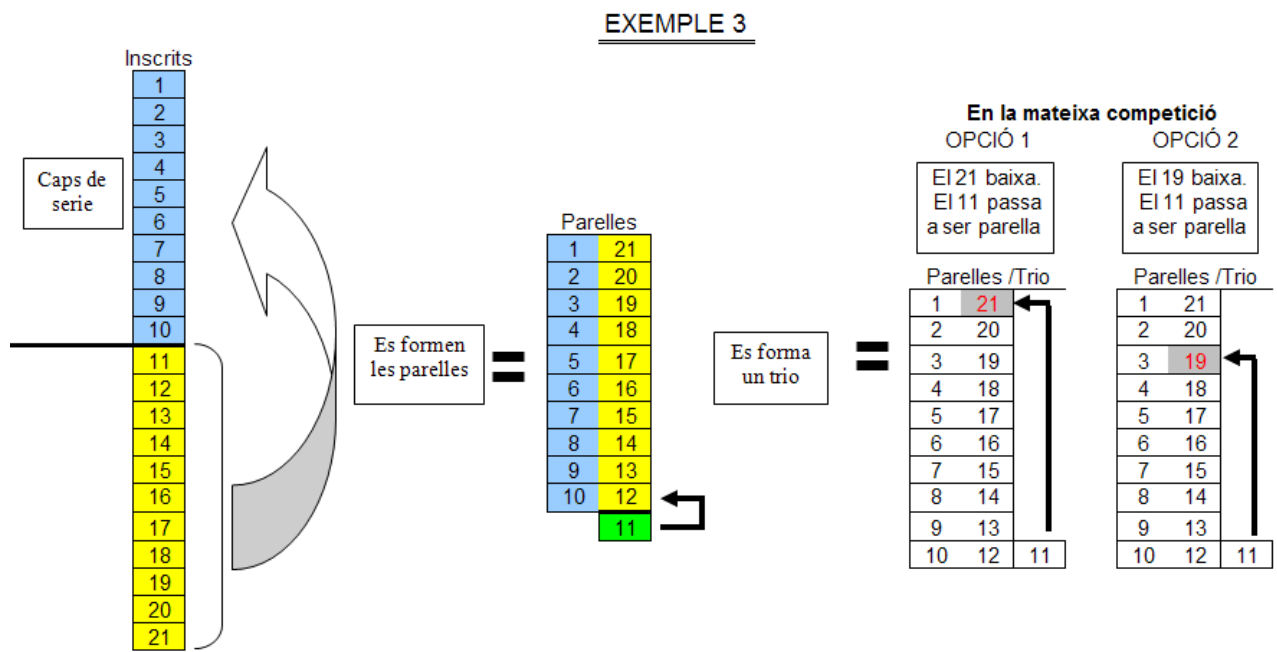 EXEMPLE 3
Inscrits
1
2
3
4
5
6
7
8
9
10
11
12
13
14
15
16
17
18
19
20
21
Caps de
serie
Es formen
les parelles
Parelles
1 21
2 20
3 19
4 18
5 17
6 16
7 15
8 14
9 13
10 12
11
Es forma
un trio
En la mateixa competició
OPCIÓ 1
El 21 baixa.
El 11 passa
a ser parella
Parelles /Trio
1 21
2 20
3 19
4 18
5 17
6 16
7 15
8 14
9 13
10 12 11
OPCIÓ 2
El 19 baixa.
El 11 passa
a ser parella
Parelles /Trio
1 21
2 20
3 19
4 18
5 17
6 16
7 15
8 14
9 13
10 12 11